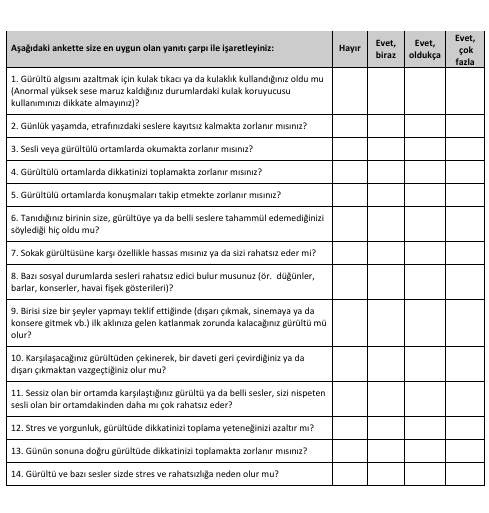 Aşağıdaki ankette size en uygun olan yanıtı çarpı ile işaretleyiniz:
Hayır
Evet,
biraz
Evet,
oldukça
Evet,
çok
fazla
1. Gürültü algısını azaltmak için kulak tıkacı ya da kulaklık kullandığınız oldu mu
(Anormal yüksek sese maruz kaldığınız durumlardaki kulak koruyucusu
kullanımınızı dikkate almayınız)?
2. Günlük yaşamda, etrafınızdaki seslere kayıtsız kalmakta zorlanır mısınız?
3. Sesli veya gürültülü ortamlarda okumakta zorlanır mısınız?
4. Gürültülü ortamlarda dikkatinizi toplamakta zorlanır mısınız?
5. Gürültülü ortamlarda konuşmaları takip etmekte zorlanır mısınız?
6. Tanıdığınız birinin size, gürültüye ya da belli seslere tahammül edemediğinizi
söylediği hiç oldu mu?
7. Sokak gürültüsüne karşı özellikle hassas mısınız ya da sizi rahatsız eder mi?
8. Bazı sosyal durumlarda sesleri rahatsız edici bulur musunuz (ör. düğünler,
barlar, konserler, havai fişek gösterileri)?
9. Birisi size bir şeyler yapmayı teklif ettiğinde (dışarı çıkmak, sinemaya ya da
konsere gitmek vb.) ilk aklınıza gelen katlanmak zorunda kalacağınız gürültü mü
olur?
10. Karşılaşacağınız gürültüden çekinerek, bir daveti geri çevirdiğiniz ya da
dışarı çıkmaktan vazgeçtiğiniz olur mu?
11. Sessiz olan bir ortamda karşılaştığınız gürültü ya da belli sesler, sizi nispeten
sesli olan bir ortamdakinden daha mı çok rahatsız eder?
12. Stres ve yorgunluk, gürültüde dikkatinizi toplama yeteneğinizi azaltır mı?
13. Günün sonuna doğru gürültüde dikkatinizi toplamakta zorlanır mısınız?
14. Gürültü ve bazı sesler sizde stres ve rahatsızlığa neden olur mu?